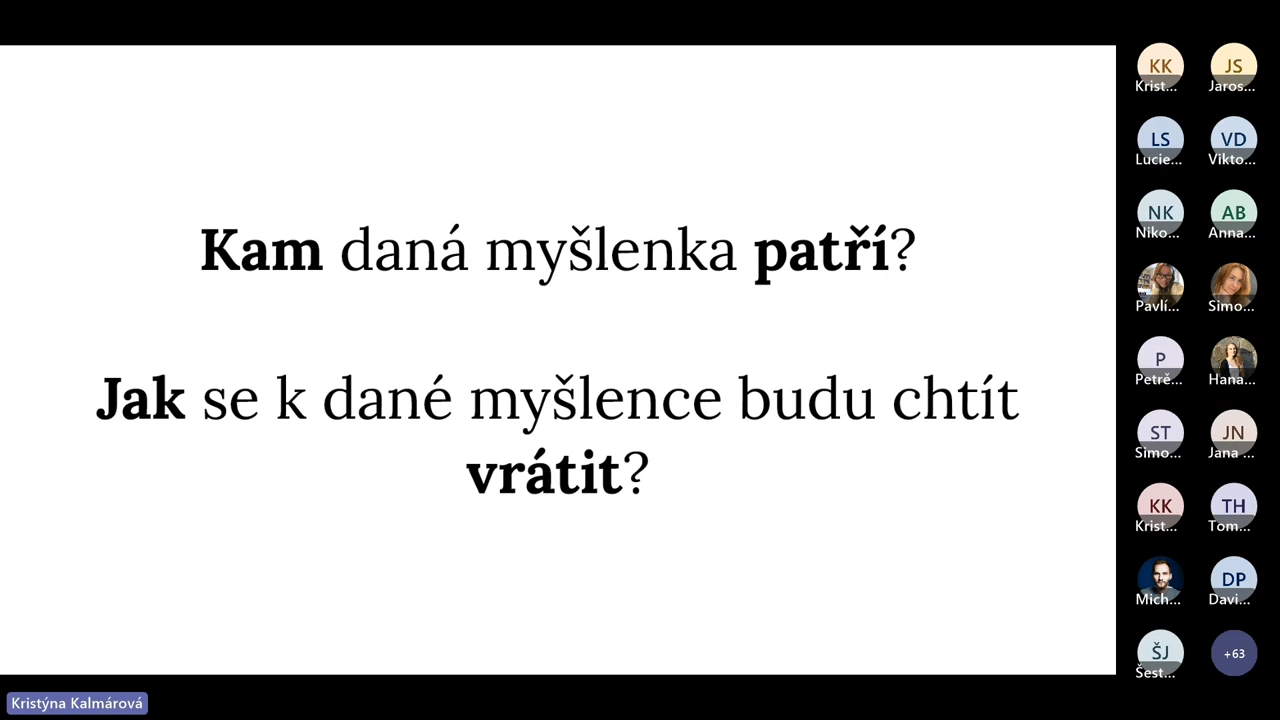 Kam daná myšlenka patří?
Jak se k dané myšlence budu chtít
vrátit?
KK
Krist...
JS
Jaros...
LS
Lucie...
VD
Vikto...
NK
Niko...
AB
Anna...
Pavlí...
Simo...
P
Petrě...
Hana...
ST
Simo...
JN
Jana ...
KK
Krist...
TH
Tom...
Mich...
DP
Davi...
ŠJ
Šest...
+63
Kristýna Kalmárová